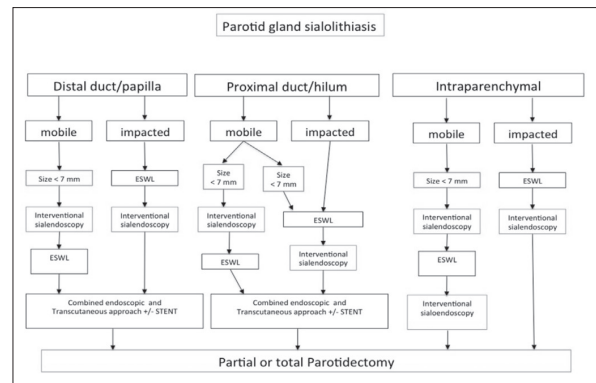 Parotid gland sialolithiasis
Distal duct/papilla
Proximal duct/hilum
Intraparenchymal
mobile
impacted
mobile
impacted
mobile
impacted
Size < 7 mm
ESWL
Size
< 7 mm
Size
< 7 mm
Size < 7 mm
ESWL
Interventional
sialendoscopy
Interventional
sialendoscopy
Interventional
sialendoscopy
ESWL
Interventional
sialendoscopy
Interventional
sialendoscopy
ESWL
ESWL
Interventional
sialendoscopy
ESWL
Combined endoscopic and
Transcutaneous approach +/- STENT
Combined endoscopic and
Transcutaneous approach +/- STENT
Interventional
sialoendoscopy
Partial or total Parotidectomy